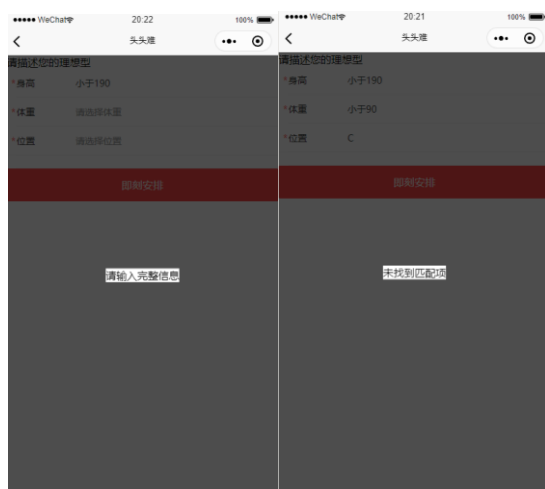 WeChat 20:22 100%
头头难
请描述您的理想型
*身高 小于190
*体重 请选择体重
*位置 请选择位置
即刻安排
请输入完整信息
WeChat 20:21 100%
头头难
请描述您的理想型
*身高 小于190
*体重 小于90
*位置 C
即刻安排
未找到匹配项